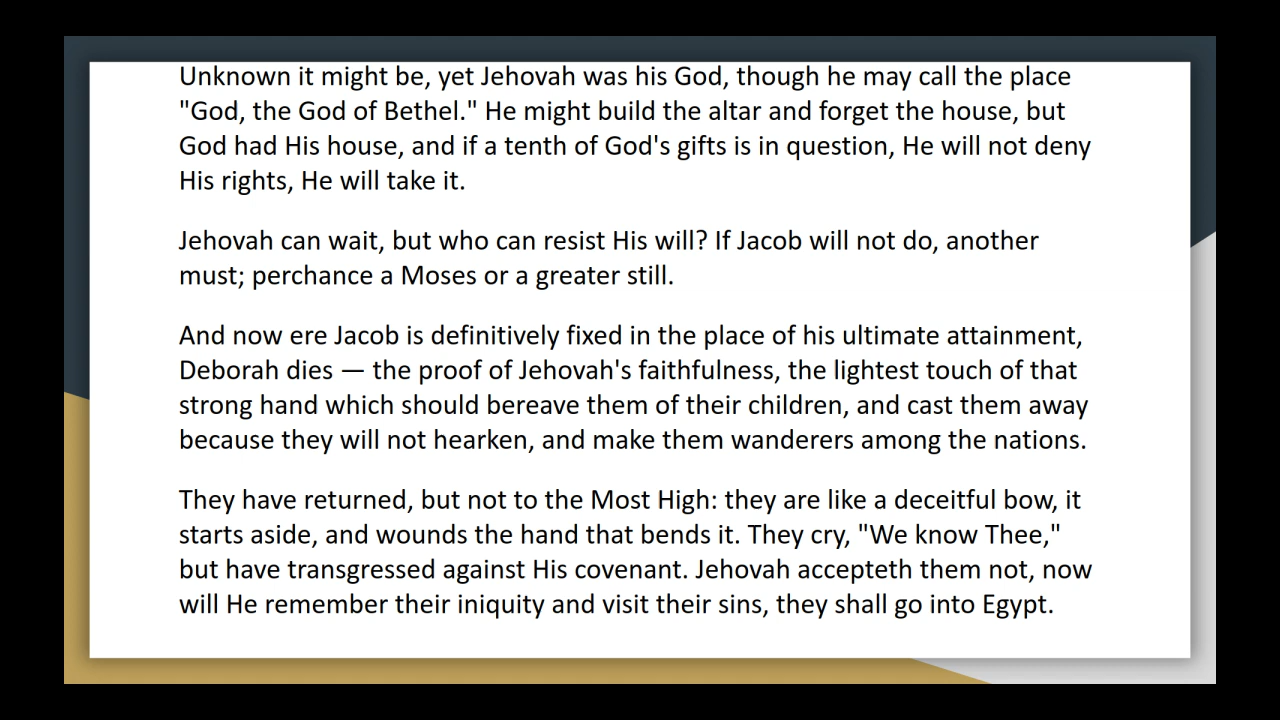 Unknown it might be, yet Jehovah was his God, though he may call the place
"God, the God of Bethel." He might build the altar and forget the house, but
God had His house, and if a tenth of God's gifts is in question, He will not deny
His rights, He will take it.
Jehovah can wait, but who can resist His will? If Jacob will not do, another
must; perchance a Moses or a greater still.
And now ere Jacob is definitively fixed in the place of his ultimate attainment,
Deborah dies — the proof of Jehovah's faithfulness, the lightest touch of that
strong hand which should bereave them of their children, and cast them away
because they will not hearken, and make them wanderers among the nations.
They have returned, but not to the Most High: they are like a deceitful bow, it
starts aside, and wounds the hand that bends it. They cry, "We know Thee,"
but have transgressed against His covenant. Jehovah accepteth them not, now
will He remember their iniquity and visit their sins, they shall go into Egypt.